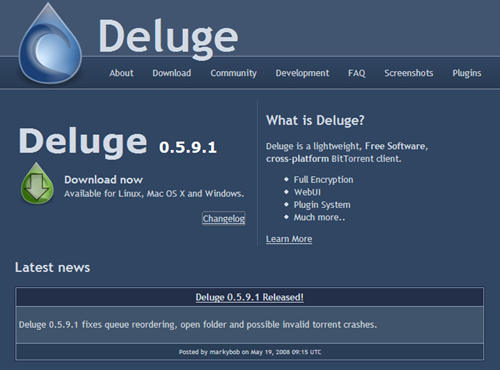 Deluge
About Download Community Development FAQ Screenshots Plugins
Deluge 0.5.9.1
Download now
Available for Linux, Mac OS X and Windows.
Changelog
What is Deluge?
Deluge is a lightweight, Free Software,
cross-platform BitTorrent client.
Full Encryption
WebUI
Plugin System
Much more..
Learn More
Latest news
Deluge 0.5.9.1 Released!
Deluge 0.5.9.1 fixes queue reordering, open folder and possible invalid torrent crashes.
Posted by markybob on May 19, 2008 09:15 UTC